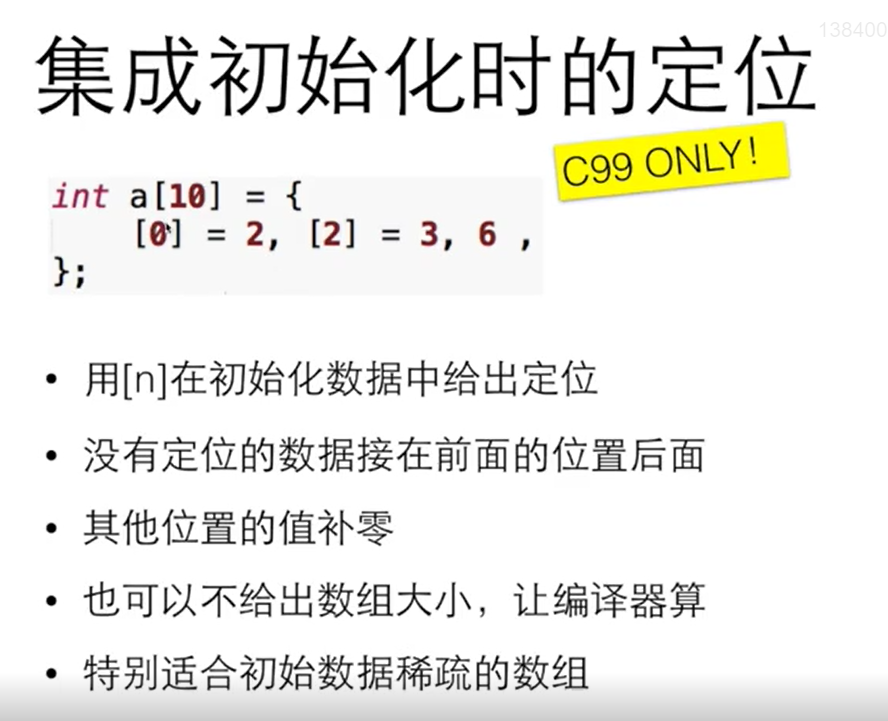 138400
集成初始化时的定位
C99 ONLY!
int a[10] = {
[0] = 2, [2] = 3, 6 ,
};
• 用[n]在初始化数据中给出定位
• 没有定位的数据接在前面的位置后面
• 其他位置的值补零
• 也可以不给出数组大小，让编译器算
• 特别适合初始数据稀疏的数组